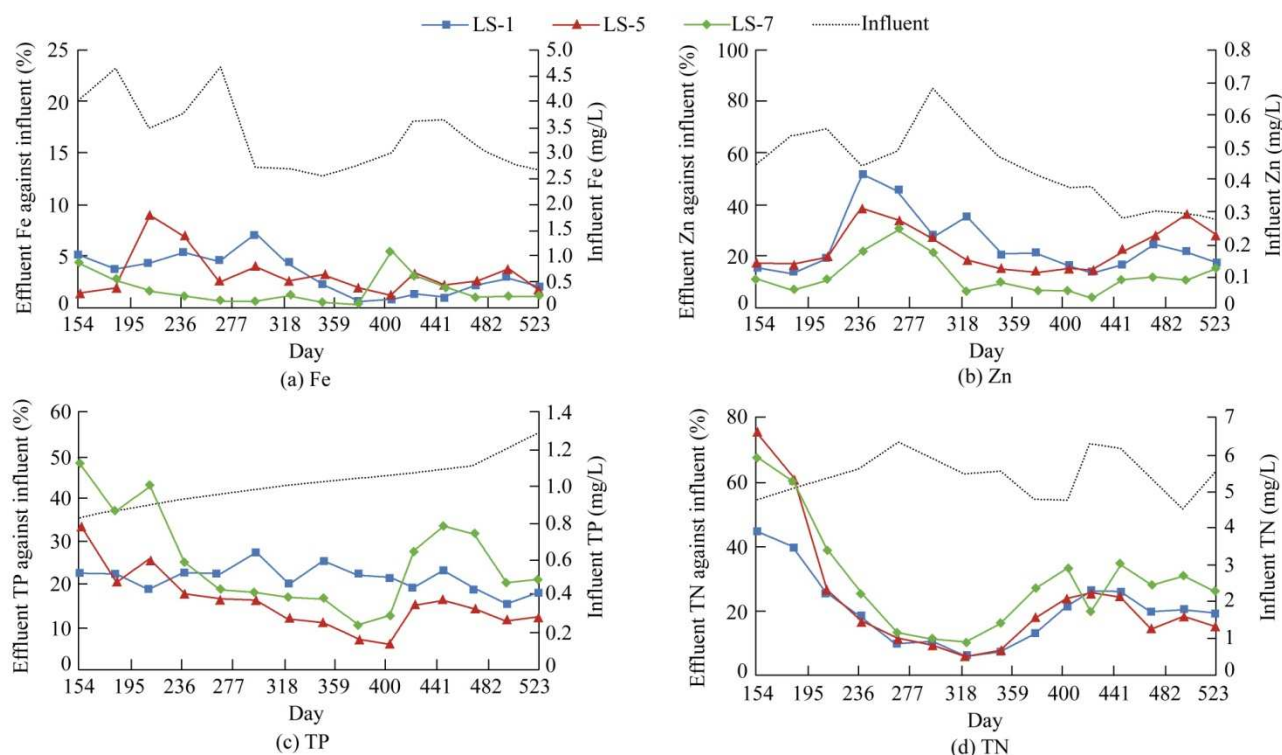 LS-1 LS-5 LS-7 Influent
Effluent Fe against influent (%)
25
20
15
10
5
0
5.0
4.5
4.0
3.5
3.0
2.5
2.0
1.5
1.0
0.5
0
Influent Fe (mg/L)
154 195 236 277 318 359 400 441 482 523
Day
(a) Fe
Effluent Zn against influent (%)
100
80
60
40
20
0
0.8
0.7
0.6
0.5
0.4
0.3
0.2
0.1
0
Influent Zn (mg/L)
154 195 236 277 318 359 400 441 482 523
Day
(b) Zn
Effluent TP against influent (%)
60
50
40
30
20
10
0
1.4
1.2
1.0
0.8
0.6
0.4
0.2
0
Influent TP (mg/L)
154 195 236 277 318 359 400 441 482 523
Day
(c) TP
Effluent TN against influent (%)
80
60
40
20
0
7
6
5
4
3
2
1
0
Influent TN (mg/L)
154 195 236 277 318 359 400 441 482 523
Day
(d) TN